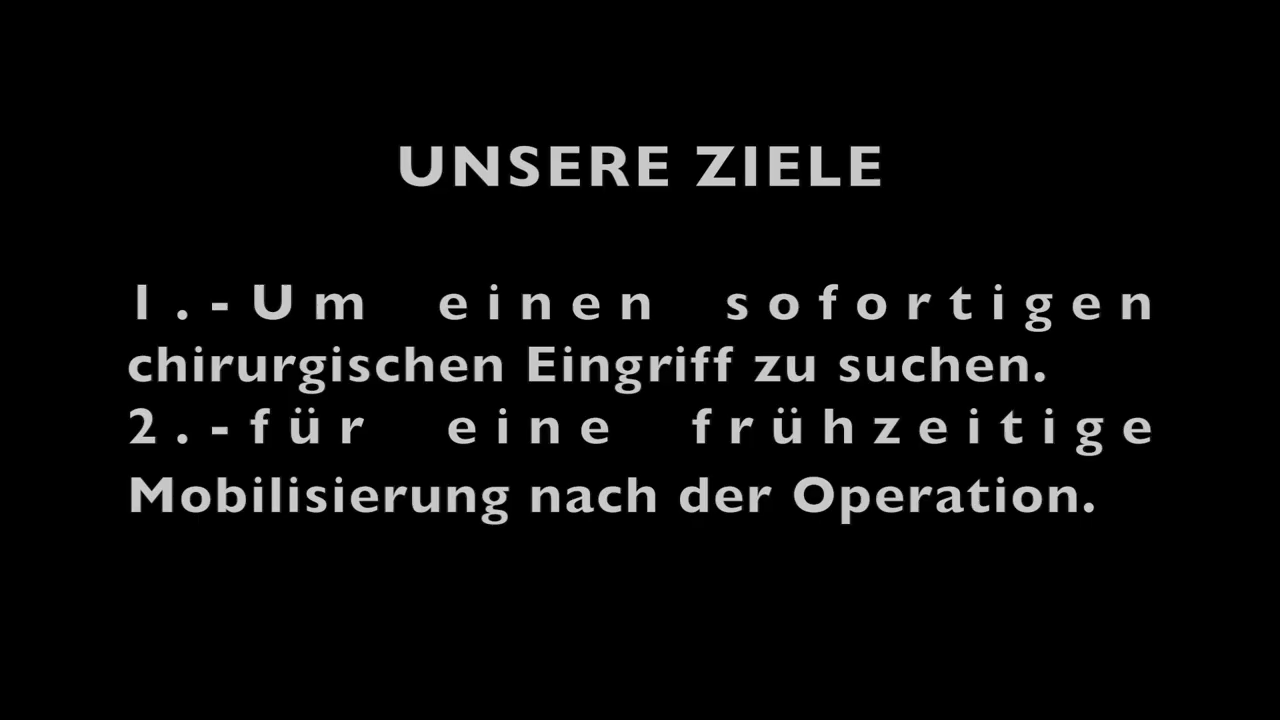 UNSERE ZIELE
1.-Um einen sofortigen
chirurgischen Eingriff zu suchen.
2.-für eine frühzeitige
Mobilisierung nach der Operation.